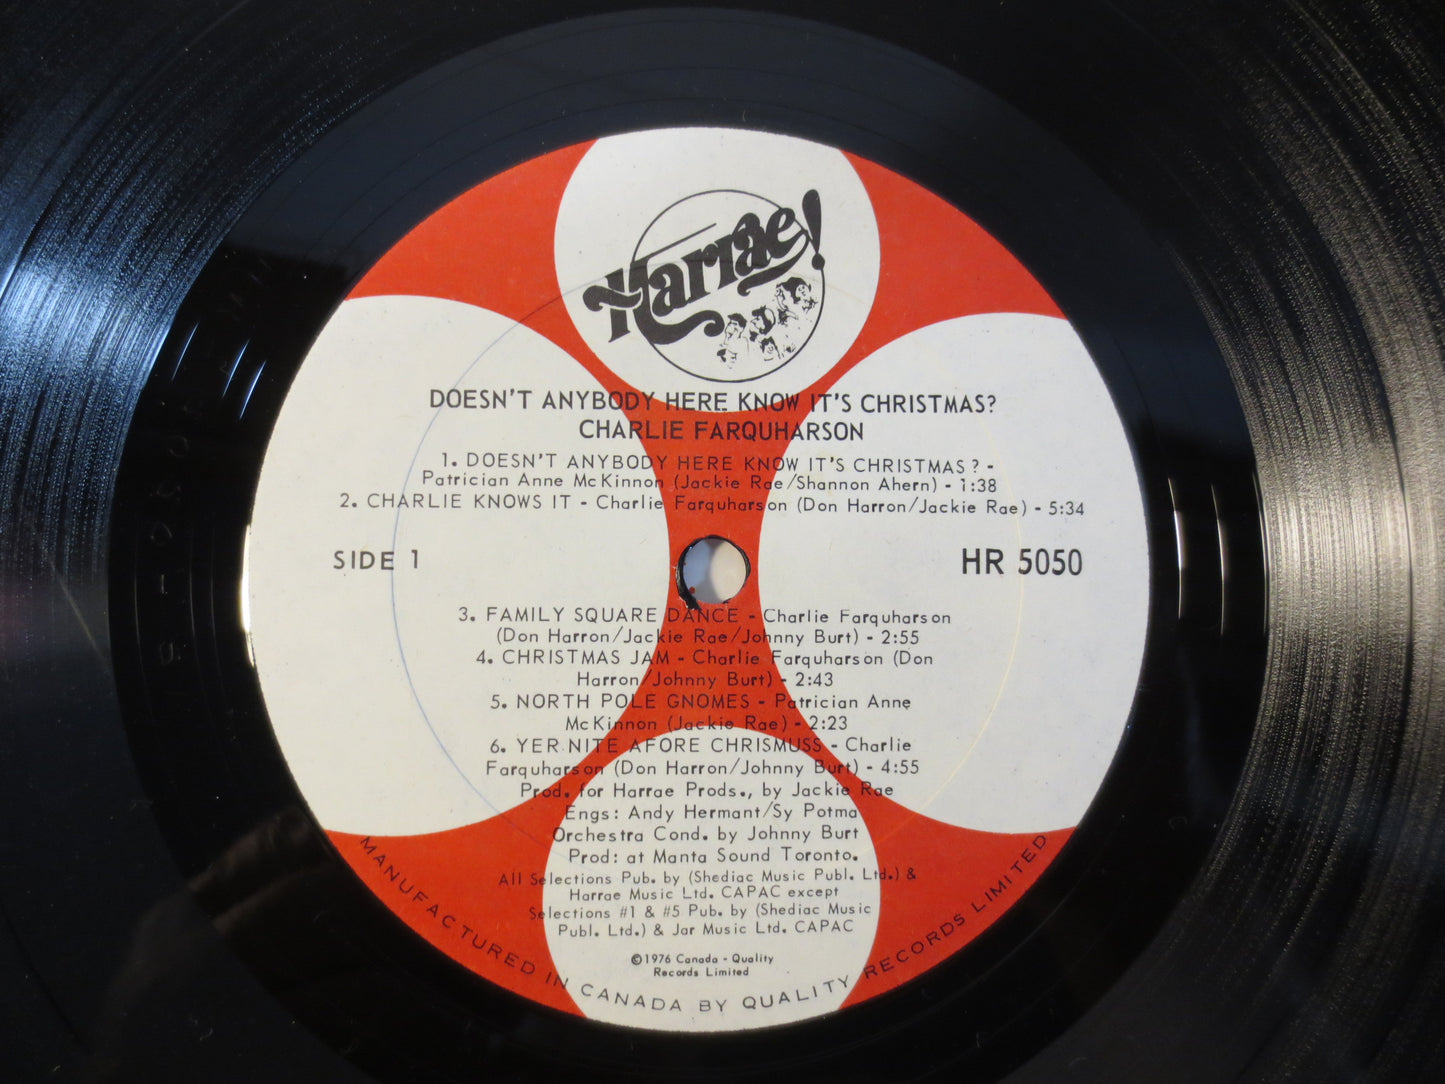 Harrae!
DOESN'T ANYBODY HERE KNOW IT'S CHRISTMAS?
CHARLIE FARQUHARSON
1. DOESN'T ANYBODY HERE KNOW IT'S CHRISTMAS? -
Patrician Anne McKinnon (Jackie Rae/Shannon Ahern) - 1:38
2. CHARLIE KNOWS IT - Charlie Farquharson (Don Harron/Jackie Rae) - 5:34
SIDE 1
HR 5050
3. FAMILY SQUARE DANCE - Charlie Farquharson
(Don Harron/Jackie Rae/Johnny Burt) - 2:55
4. CHRISTMAS JAM - Charlie Farquharson (Don
Harron/Johnny Burt) - 2:43
5. NORTH POLE GNOMES - Patrician Anne
McKinnon (Jackie Rae) - 2:23
6. YER NITE AFORE CHRISMUSS - Charlie
Farquharson (Don Harron/Johnny Burt) - 4:55
Prod. for Harrae Prods., by Jackie Rae
Engs: Andy Hermant/Sy Potma
Orchestra Cond. by Johnny Burt
Prod: at Manta Sound Toronto.
All Selections Pub. by (Shediac Music Publ. Ltd.) &
Harrae Music Ltd. CAPAC except
Selections #1 & #5 Pub. by (Shediac Music
Publ. Ltd.) & Jar Music Ltd. CAPAC
©1976 Canada - Quality
Records Limited
MANUFACTURED IN CANADA BY QUALITY RECORDS LIMITED